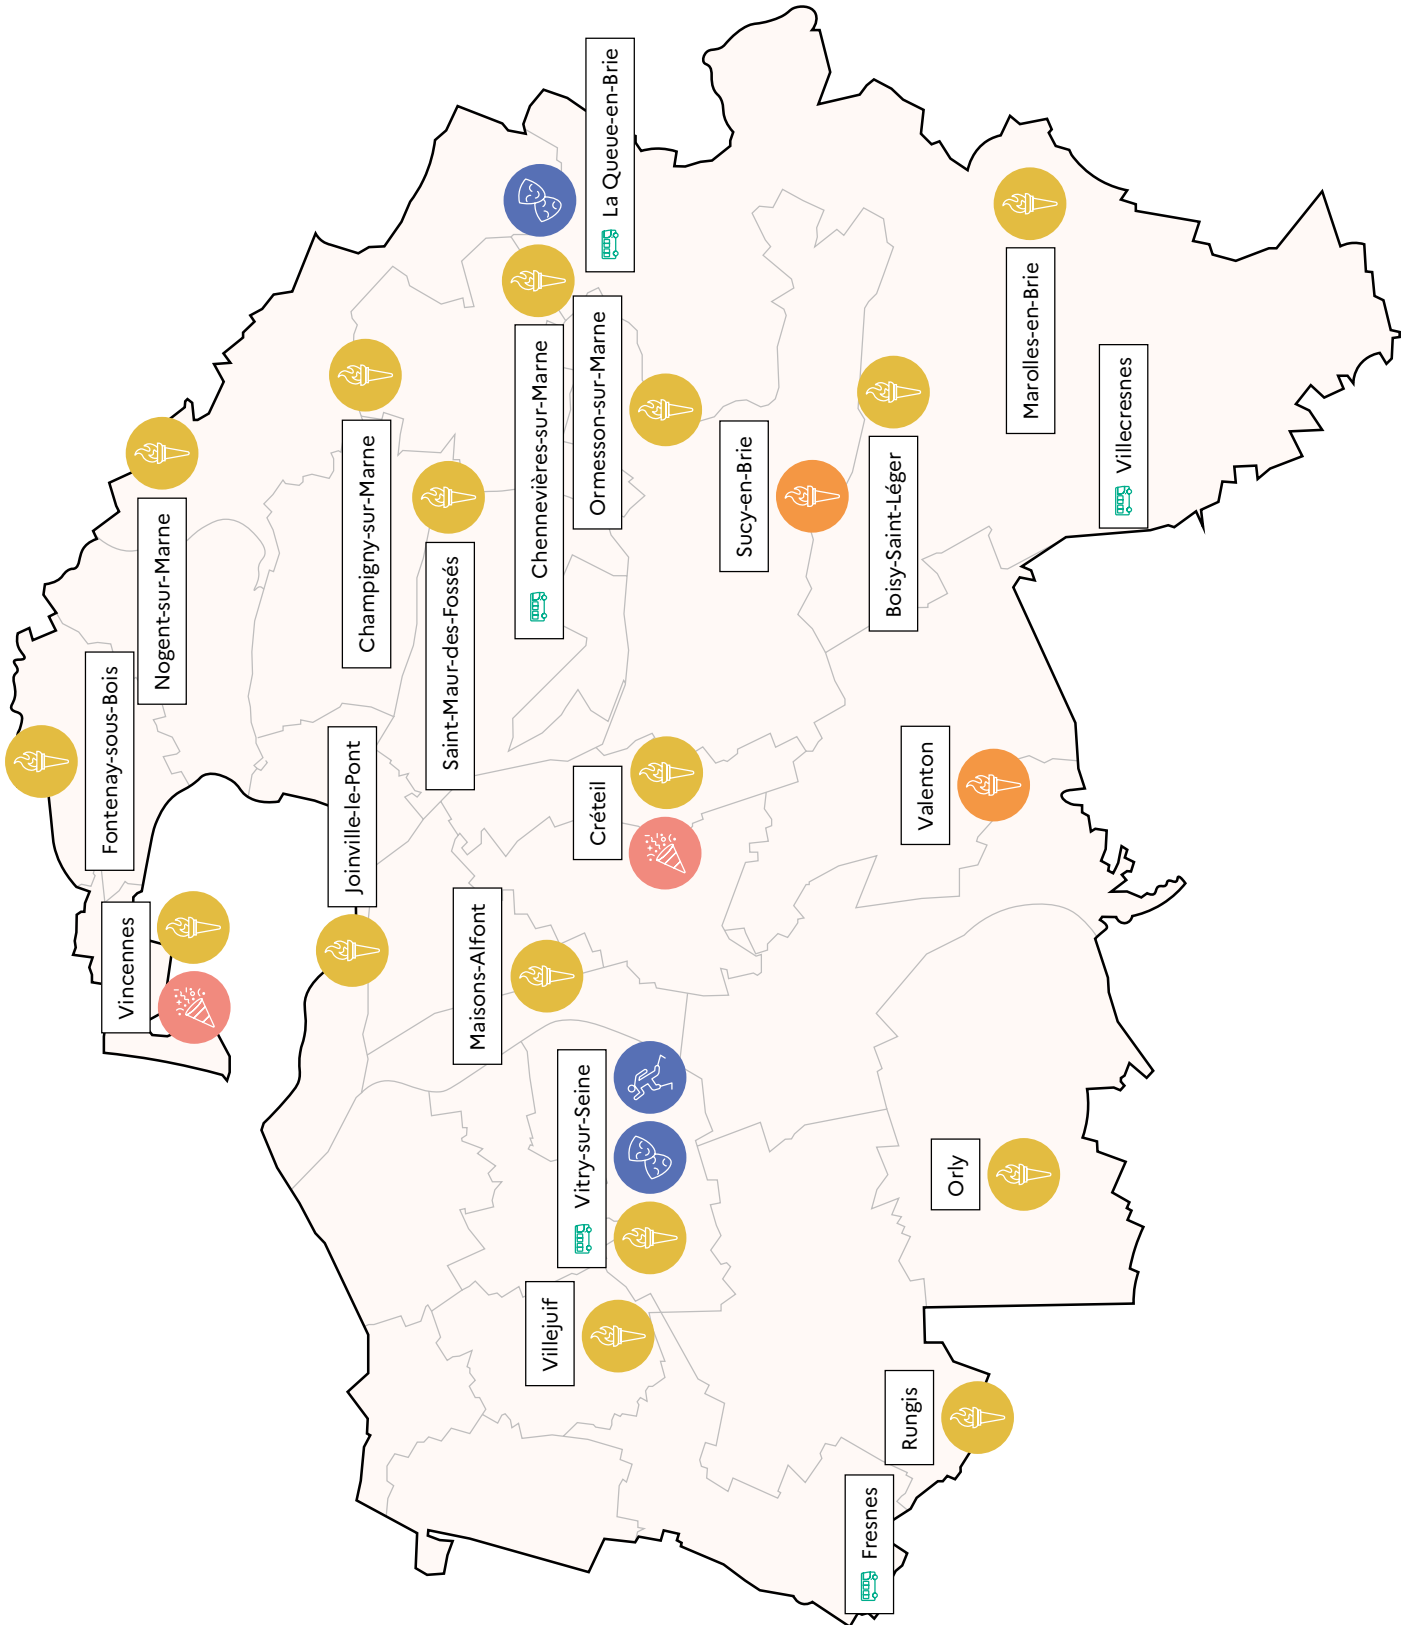 Fontenay-sous-Bois
Nogent-sur-Marne
Vincennes
Joinville-le-Pont
Champigny-sur-Marne
Saint-Maur-des-Fossés
La Queue-en-Brie
Chennevières-sur-Marne
Ormesson-sur-Marne
Maisons-Alfont
Créteil
Sucy-en-Brie
Vitry-sur-Seine
Villejuif
Boisy-Saint-Léger
Marolles-en-Brie
Villecresnes
Valenton
Orly
Rungis
Fresnes